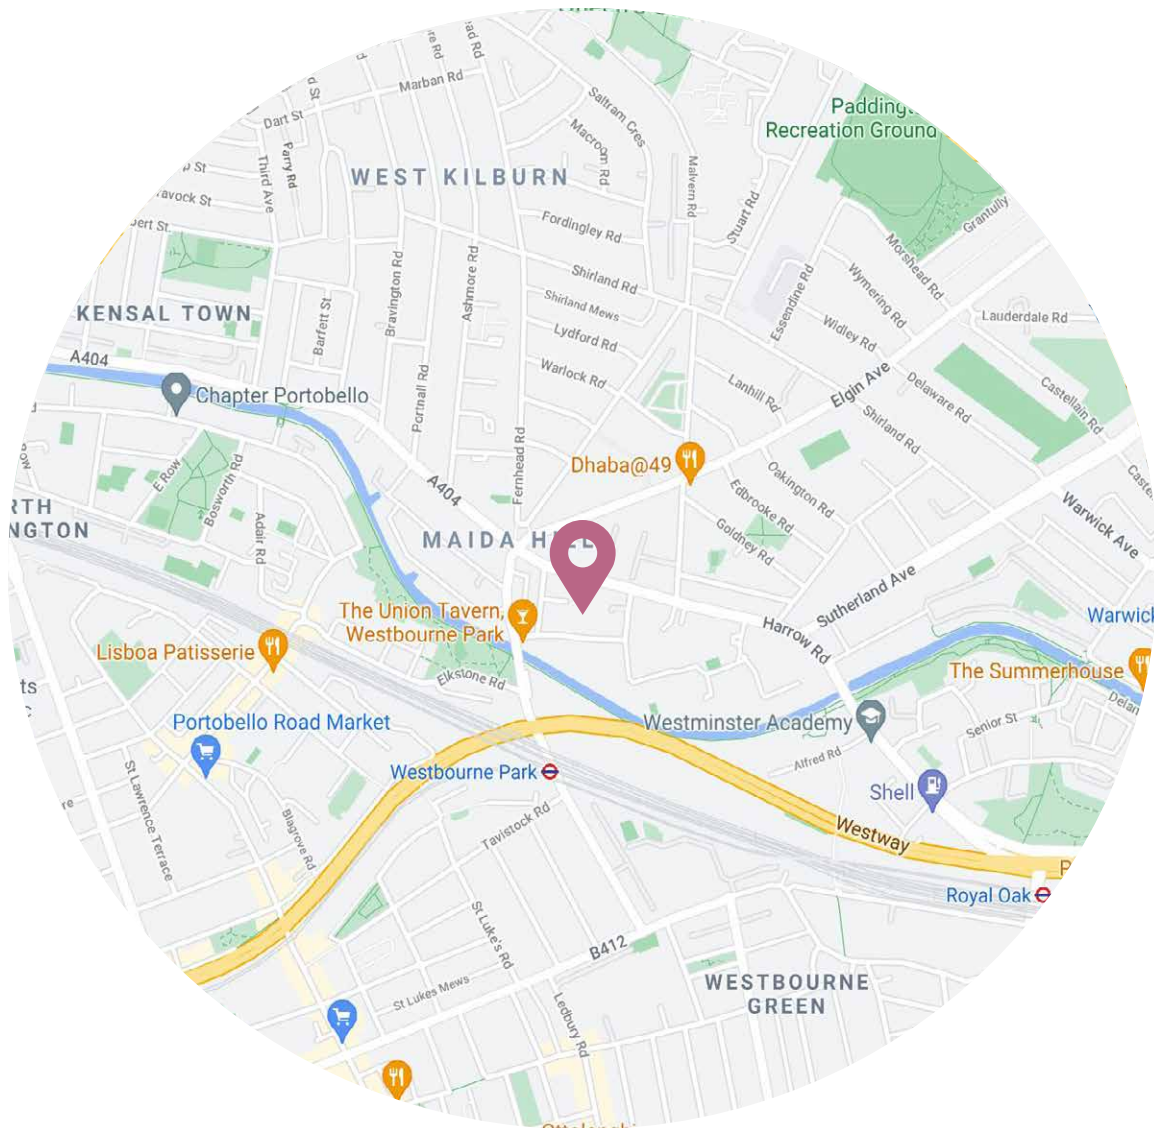 Marban Rd
Dart St
Parry Rd
Third Ave
Saltram Cres
Macroom Rd
Malvern Rd
Stuart Rd
Recreation Ground
WEST KILBURN
Fordingley Rd
Grantully
Morshead Rd
Bravington Rd
Ashmore Rd
Shirland Rd
Shirland Mews
Essendine Rd
Wymering Rd
Widley Rd
Lauderdale Rd
KENSAL TOWN
Barfett St
Lydford Rd
A404
Chapter Portobello
Portnall Rd
Warlock Rd
Lanhill Rd
Elgin Ave
Delaware Rd
Castellain Rd
Shirland Rd
Fernhead Rd
Dhaba@49
Oakington Rd
E Row
Bosworth Rd
A404
Edbrooke Rd
Goldney Rd
Warwick Ave
Adair Rd
MAIDA
Sutherland Ave
The Union Tavern,
Westbourne Park
Harrow Rd
Warwick
Lisboa Patisserie
Elkstone Rd
The Summerhouse
Portobello Road Market
Westminster Academy
Senior St
Alfred Rd
Westbourne Park
Shell
St Lawrence Terrace
Blagrove Rd
Tavistock Rd
Westway
Royal Oak
St Luke's Rd
B412
St Lukes Mews
Ledbury Rd
WESTBOURNE
GREEN